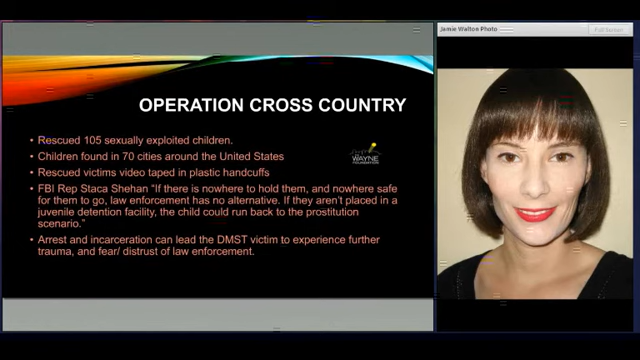 Jamie Walton Photo
OPERATION CROSS COUNTRY
• Rescued 105 sexually exploited children.
• Children found in 70 cities around the United States
• Rescued victims video taped in plastic handcuffs
• FBI Rep Staca Shehan "If there is nowhere to hold them, and nowhere safe
for them to go, law enforcement has no alternative. If they aren't placed in a
juvenile detention facility, the child could run back to the prostitution
scenario."
• Arrest and incarceration can lead the DMST victim to experience further
trauma, and fear/ distrust of law enforcement.
WAYNE
FOUNDATION